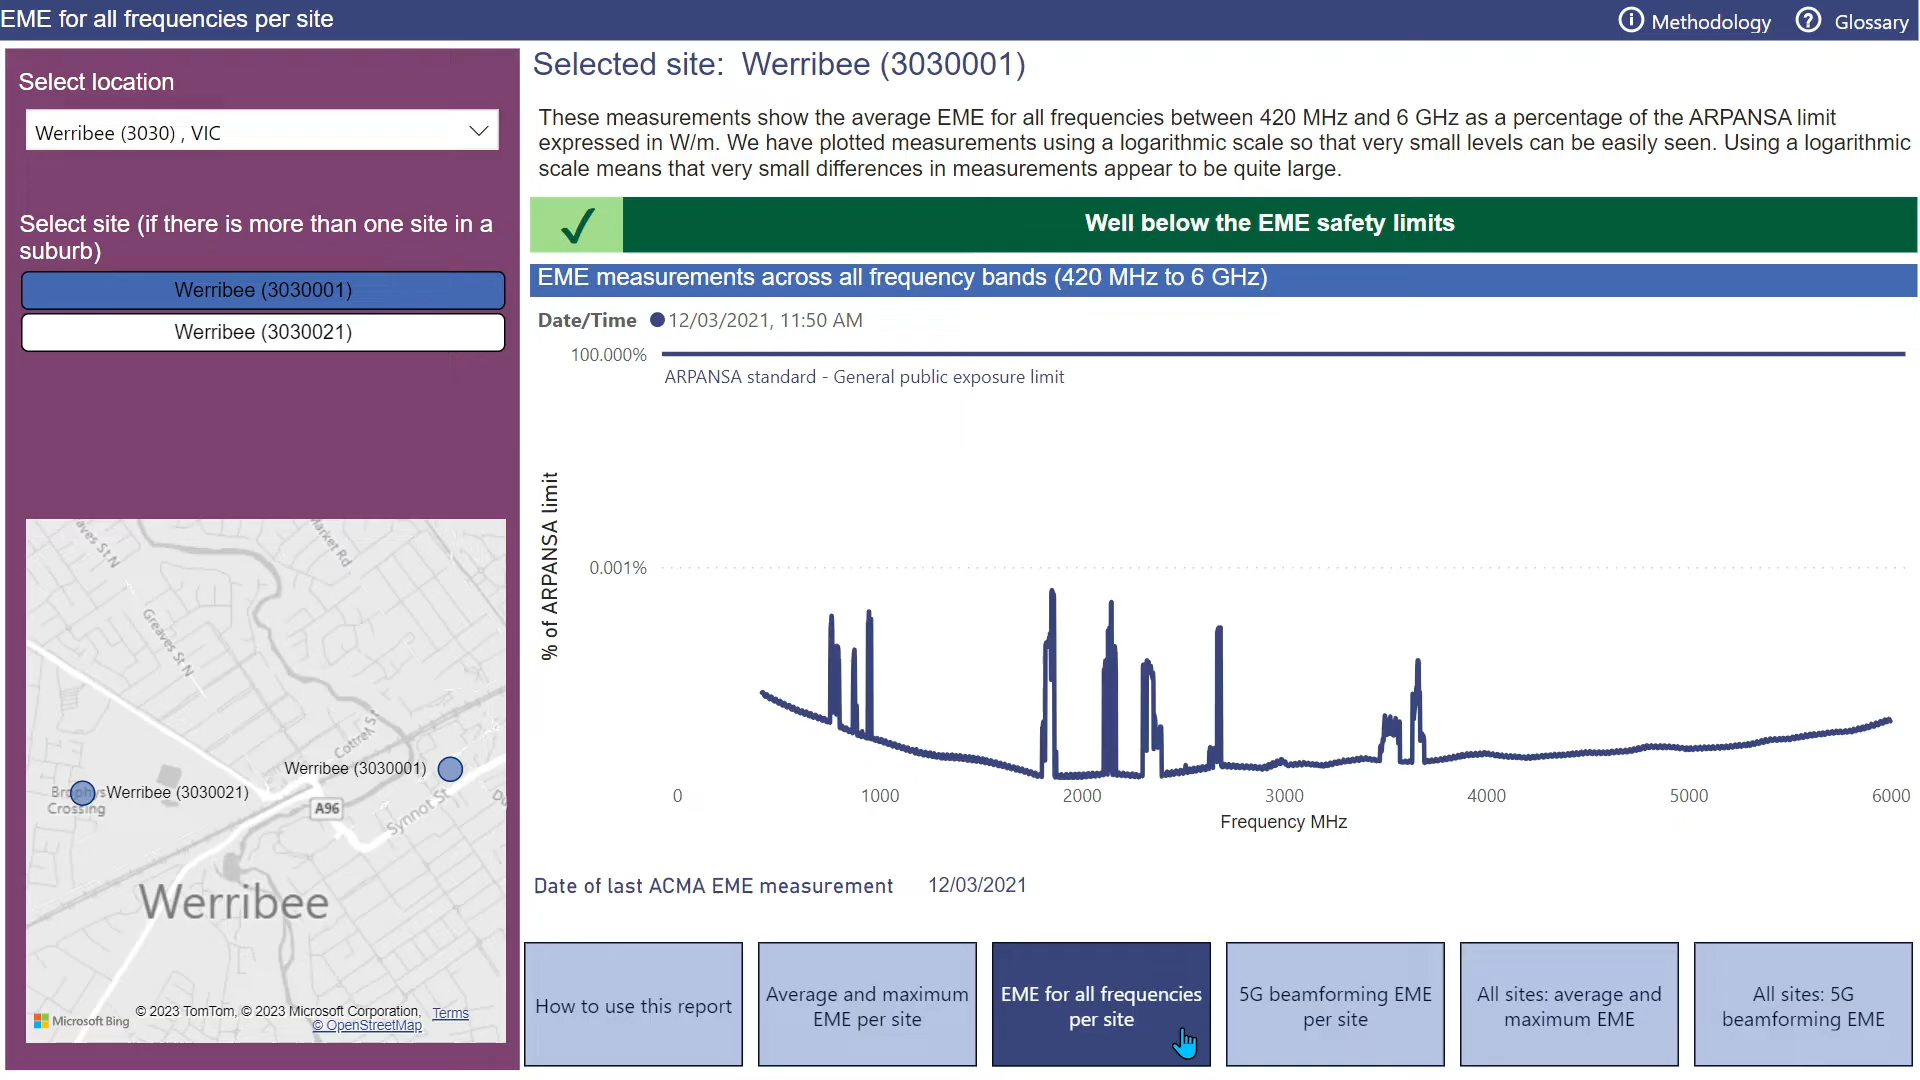 EME for all frequencies per site
Methodology
Glossary
Select location
Werribee (3030) , VIC
Select site (if there is more than one site in a
suburb)
Werribee (3030001)
Werribee (3030021)
Market Rd
Greaves St N
Cottrell St
Werribee (3030001)
Brophys
Crossing
Werribee (3030021)
A96
Synnot St
Werribee
Microsoft Bing
© 2023 TomTom, © 2023 Microsoft Corporation, Terms
© OpenStreetMap
Selected site: Werribee (3030001)
These measurements show the average EME for all frequencies between 420 MHz and 6 GHz as a percentage of the ARPANSA limit
expressed in W/m. We have plotted measurements using a logarithmic scale so that very small levels can be easily seen. Using a logarithmic
scale means that very small differences in measurements appear to be quite large.
Well below the EME safety limits
EME measurements across all frequency bands (420 MHz to 6 GHz)
Date/Time 12/03/2021, 11:50 AM
100.000%
ARPANSA standard - General public exposure limit
% of ARPANSA limit
0.001%
0 1000 2000 3000 4000 5000 6000
Frequency MHz
Date of last ACMA EME measurement 12/03/2021
How to use this report
Average and maximum
EME per site
EME for all frequencies
per site
5G beamforming EME
per site
All sites: average and
maximum EME
All sites: 5G
beamforming EME